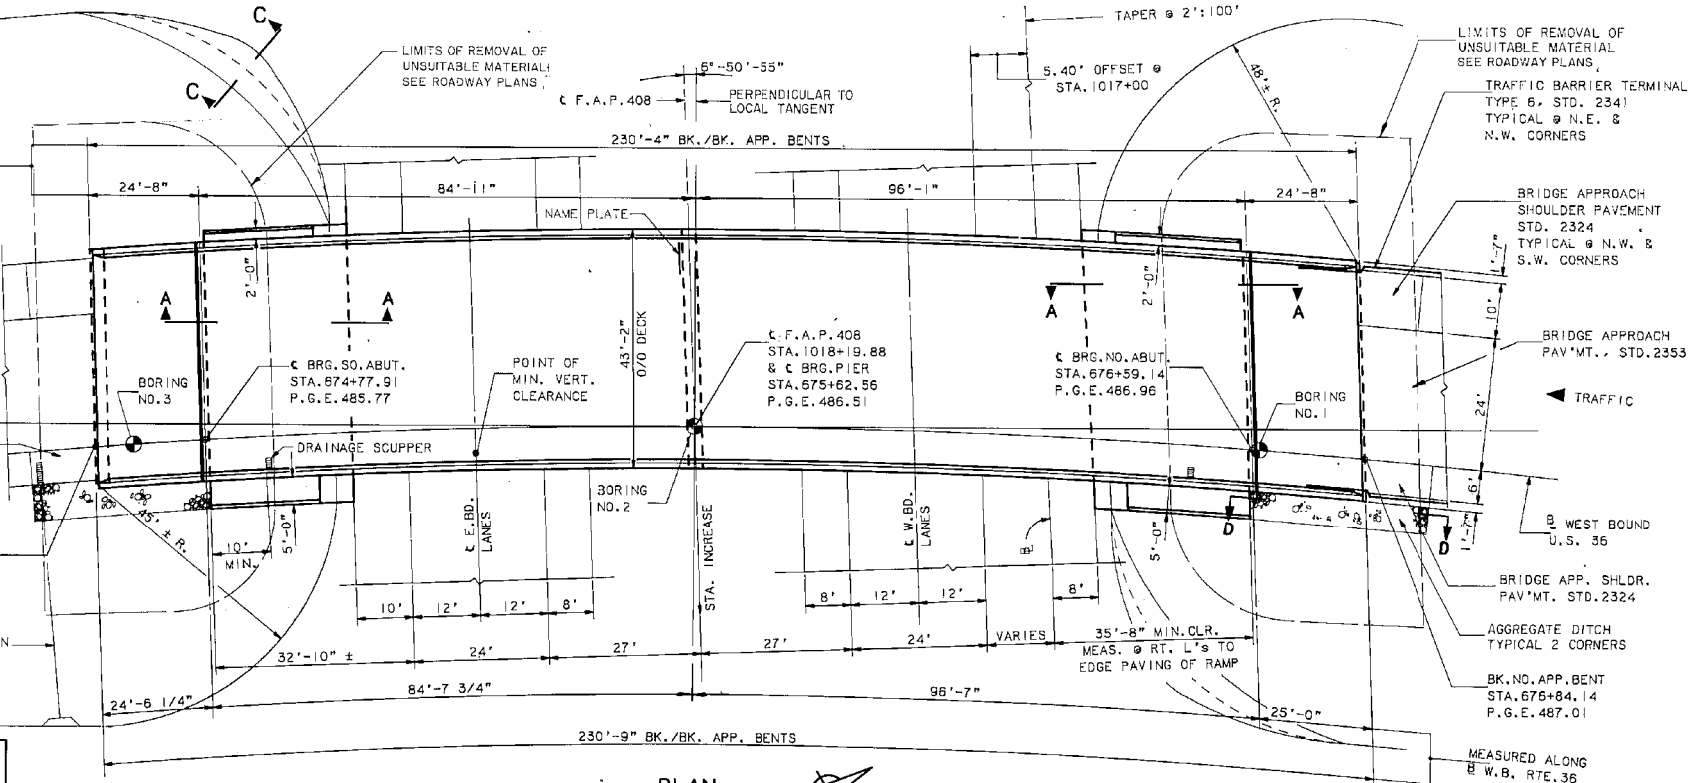 C
C
LIMITS OF REMOVAL OF
UNSUITABLE MATERIAL
SEE ROADWAY PLANS
6°-50'-55"
℄ F.A.P.408
PERPENDICULAR TO
LOCAL TANGENT
TAPER @ 2':100'
5.40' OFFSET @
STA.1017+00
48'± R.
LIMITS OF REMOVAL OF
UNSUITABLE MATERIAL
SEE ROADWAY PLANS
TRAFFIC BARRIER TERMINAL
TYPE 6, STD. 2341
TYPICAL @ N.E. &
N.W. CORNERS
230'-4" BK./BK. APP. BENTS
24'-8"
84'-11"
96'-1"
24'-8"
NAME PLATE
BRIDGE APPROACH
SHOULDER PAVEMENT
STD. 2324
TYPICAL @ N.W. &
S.W. CORNERS
2'-0"
2'-0"
1'-7"
10'
A
A
A
A
43'-2"
O/O DECK
℄ F.A.P.408
STA.1018+19.88
& ℄ BRG.PIER
STA.675+62.56
P.G.E.486.51
BRIDGE APPROACH
PAV'MT., STD.2353
℄ BRG.SO.ABUT.
STA.674+77.91
P.G.E.485.77
POINT OF
MIN. VERT.
CLEARANCE
℄ BRG.NO.ABUT.
STA.676+59.14
P.G.E.486.96
BORING
NO.3
BORING
NO.1
24'
TRAFFIC
DRAINAGE SCUPPER
BORING
NO.2
6'
1'-7"
45'± R.
10'
MIN.
5'-0"
℄ E.BD.
LANES
STA. INCREASE
℄ W.BD.
LANES
5'-0"
D
D
B WEST BOUND
U.S. 36
BRIDGE APP. SHLDR.
PAV'MT. STD.2324
10'
12'
12'
8'
8'
12'
12'
8'
AGGREGATE DITCH
TYPICAL 2 CORNERS
N
32'-10" ±
24'
27'
27'
24'
VARIES
35'-8" MIN.CLR.
MEAS. @ RT. L's TO
EDGE PAVING OF RAMP
BK.NO.APP.BENT
STA.676+84.14
P.G.E.487.01
24'-6 1/4"
84'-7 3/4"
96'-7"
25'-0"
230'-9" BK./BK. APP. BENTS
MEASURED ALONG
B W.B. RTE.36
PLAN